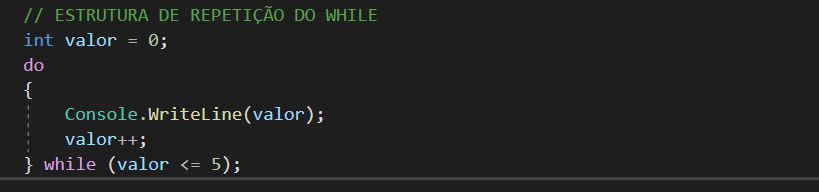 // ESTRUTURA DE REPETIÇÃO DO WHILE
int valor = 0;
do
{
    Console.WriteLine(valor);
    valor++;
} while (valor <= 5);